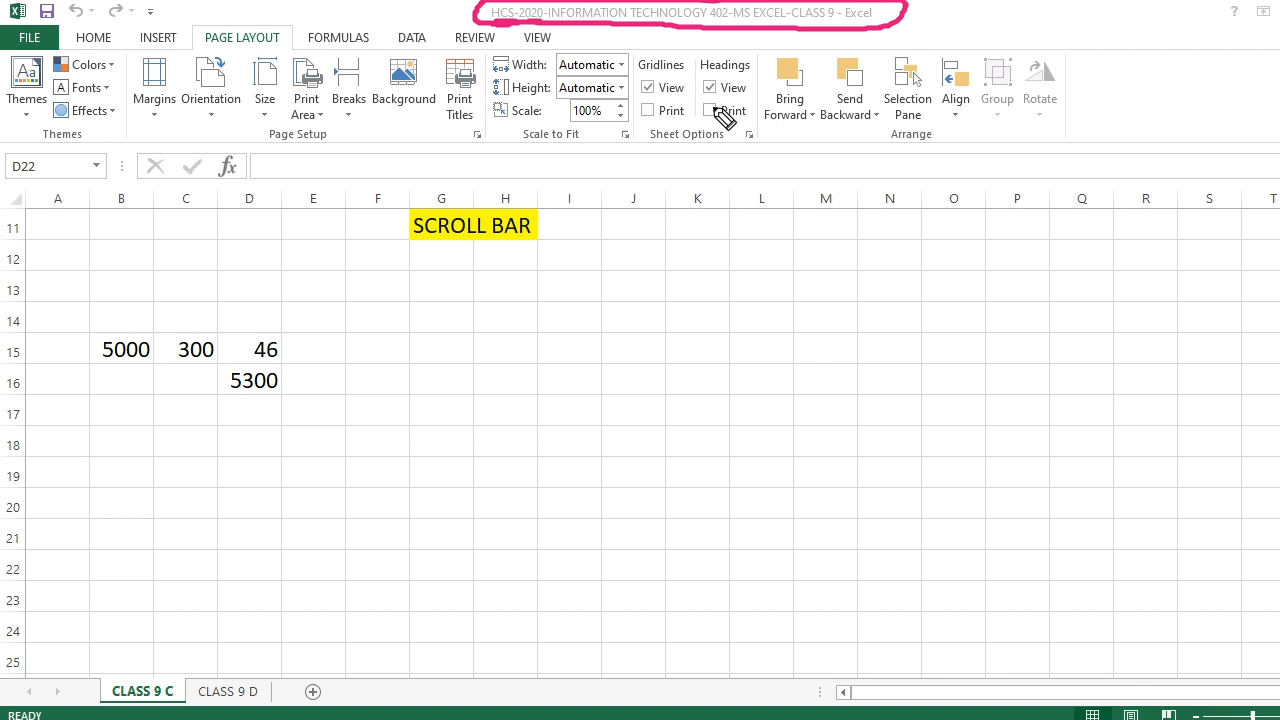 HCS-2020-INFORMATION TECHNOLOGY 402-MS EXCEL-CLASS 9 - Excel
?
FILE HOME INSERT PAGE LAYOUT FORMULAS DATA REVIEW VIEW
Themes
Colors
Fonts
Effects
Themes
Margins Orientation Size Print Area Breaks Background Print Titles
Page Setup
Width: Automatic
Height: Automatic
Scale: 100%
Scale to Fit
Gridlines Headings
View View
Print Print
Sheet Options
Bring Forward Send Backward Selection Pane Align Group Rotate
Arrange
D22 fx
A B C D E F G H I J K L M N O P Q R S T
11 SCROLL BAR
12
13
14
15 5000 300 46
16 5300
17
18
19
20
21
22
23
24
25
CLASS 9 C CLASS 9 D
READY